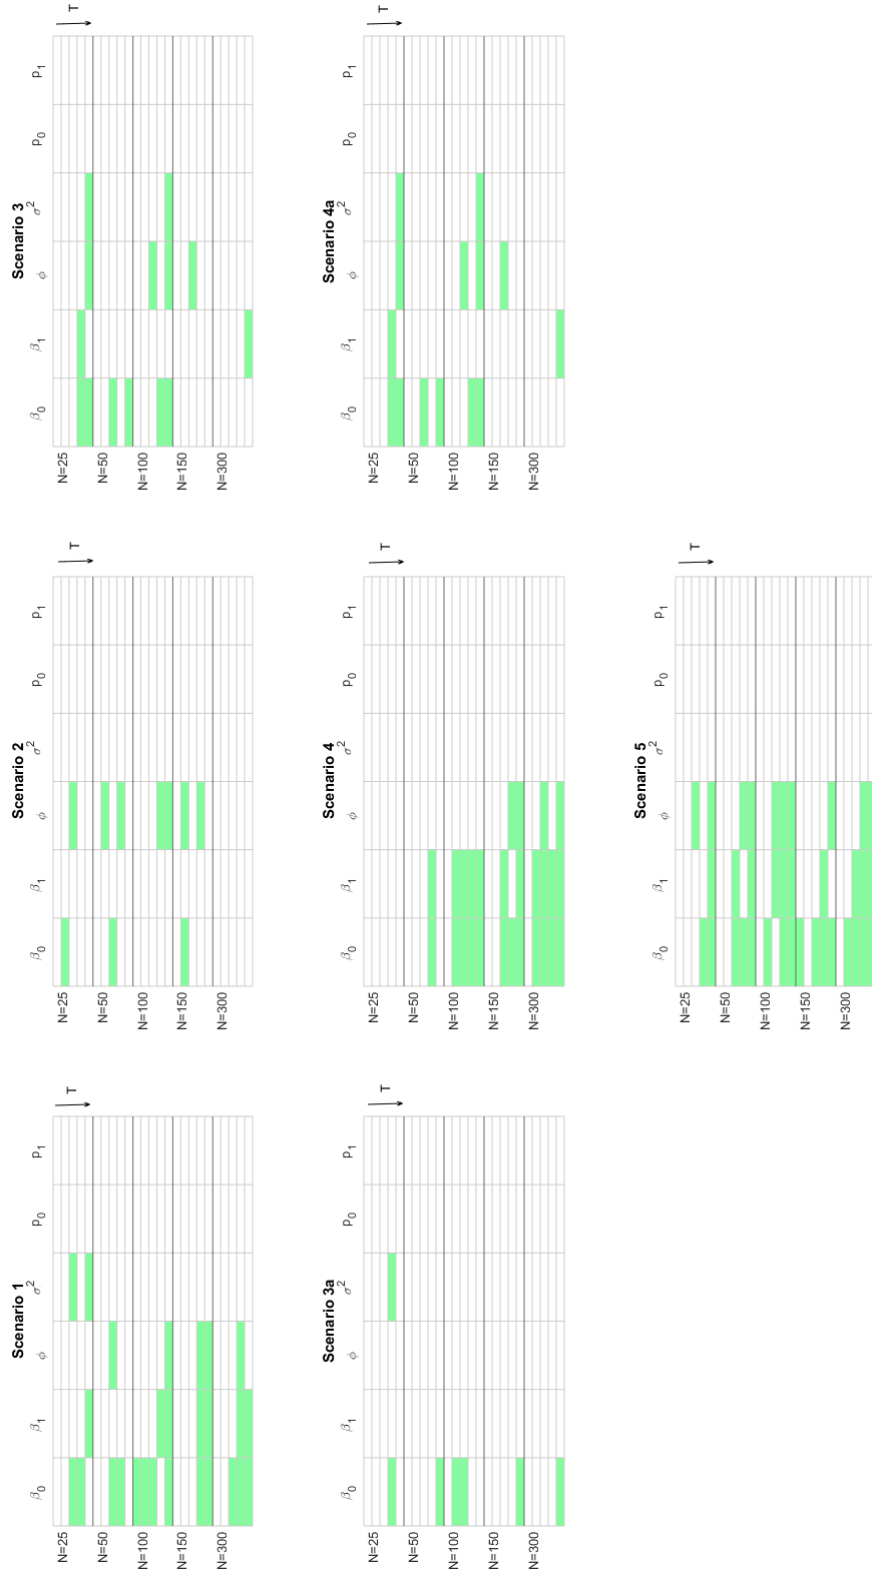 Scenario 1
β0 β1 ϕ σ2 p0 p1
T
N=25
N=50
N=100
N=150
N=300
Scenario 2
β0 β1 ϕ σ2 p0 p1
T
N=25
N=50
N=100
N=150
N=300
Scenario 3
β0 β1 ϕ σ2 p0 p1
T
N=25
N=50
N=100
N=150
N=300
Scenario 3a
β0 β1 ϕ σ2 p0 p1
T
N=25
N=50
N=100
N=150
N=300
Scenario 4
β0 β1 ϕ σ2 p0 p1
T
N=25
N=50
N=100
N=150
N=300
Scenario 4a
β0 β1 ϕ σ2 p0 p1
T
N=25
N=50
N=100
N=150
N=300
Scenario 5
β0 β1 ϕ σ2 p0 p1
T
N=25
N=50
N=100
N=150
N=300